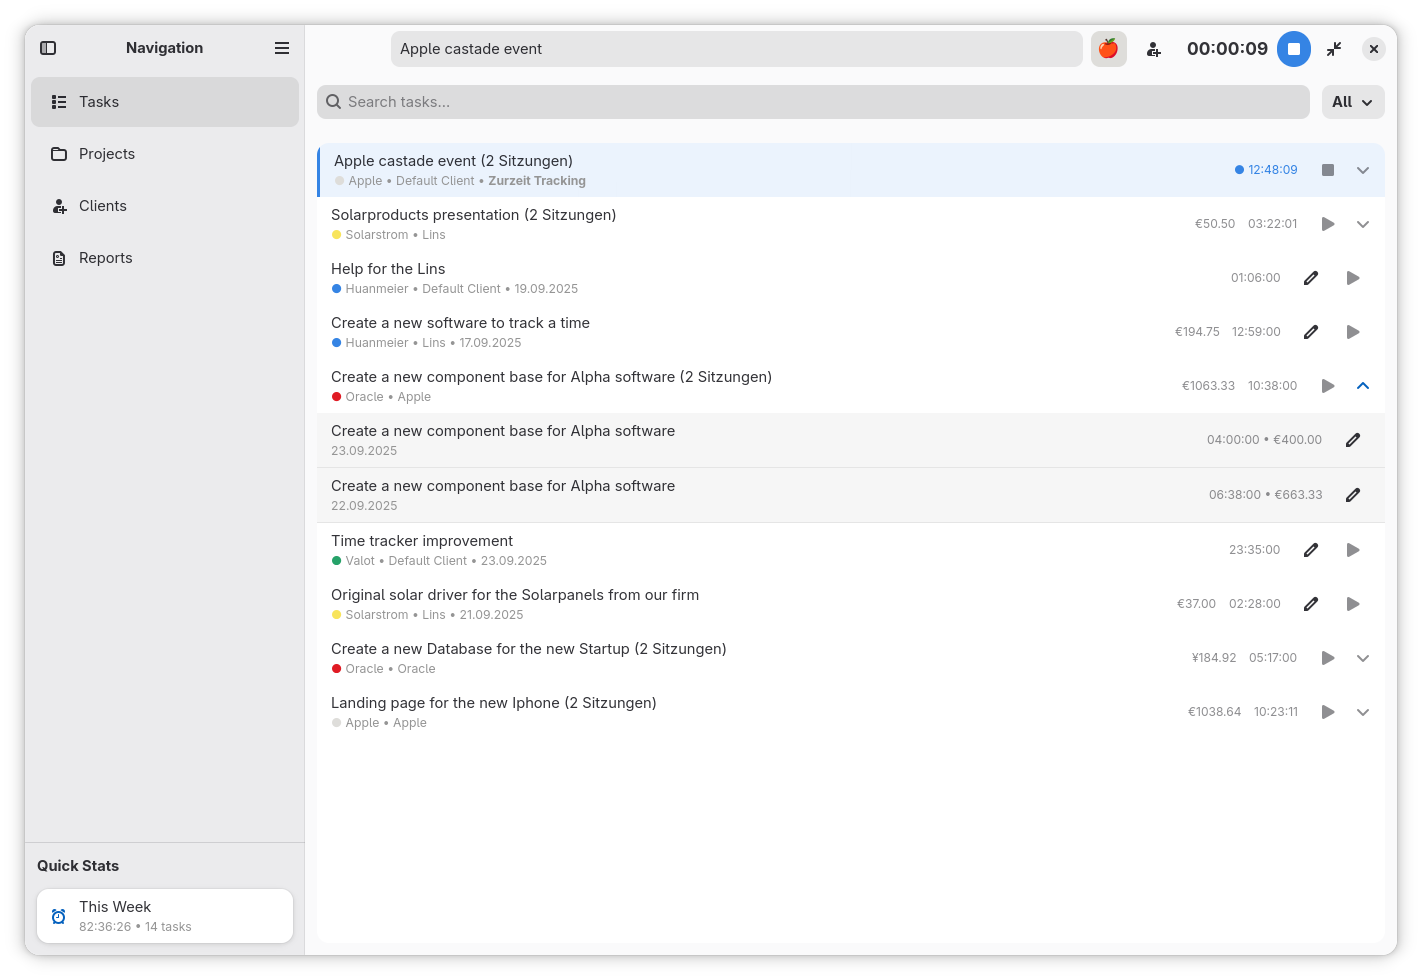 Navigation
Apple castade event
00:00:09
Tasks
Projects
Clients
Reports
Search tasks...
All
Apple castade event (2 Sitzungen)
Apple • Default Client • Zurzeit Tracking
12:48:09
Solarproducts presentation (2 Sitzungen)
Solarstrom • Lins
€50.50 03:22:01
Help for the Lins
Huanmeier • Default Client • 19.09.2025
01:06:00
Create a new software to track a time
Huanmeier • Lins • 17.09.2025
€194.75 12:59:00
Create a new component base for Alpha software (2 Sitzungen)
Oracle • Apple
€1063.33 10:38:00
Create a new component base for Alpha software
23.09.2025
04:00:00 • €400.00
Create a new component base for Alpha software
22.09.2025
06:38:00 • €663.33
Time tracker improvement
Valot • Default Client • 23.09.2025
23:35:00
Original solar driver for the Solarpanels from our firm
Solarstrom • Lins • 21.09.2025
€37.00 02:28:00
Create a new Database for the new Startup (2 Sitzungen)
Oracle • Oracle
¥184.92 05:17:00
Landing page for the new Iphone (2 Sitzungen)
Apple • Apple
€1038.64 10:23:11
Quick Stats
This Week
82:36:26 • 14 tasks